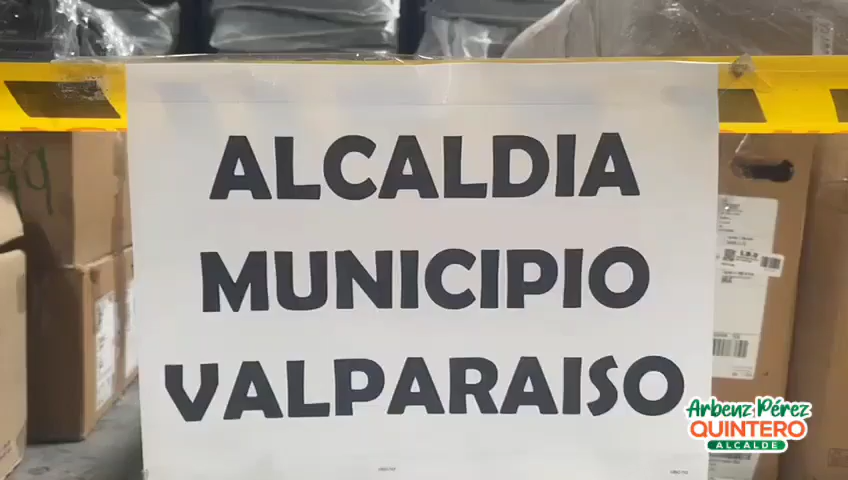 ALCALDIA
MUNICIPIO
VALPARAISO
Arbenz Pérez
QUINTERO
ALCALDE